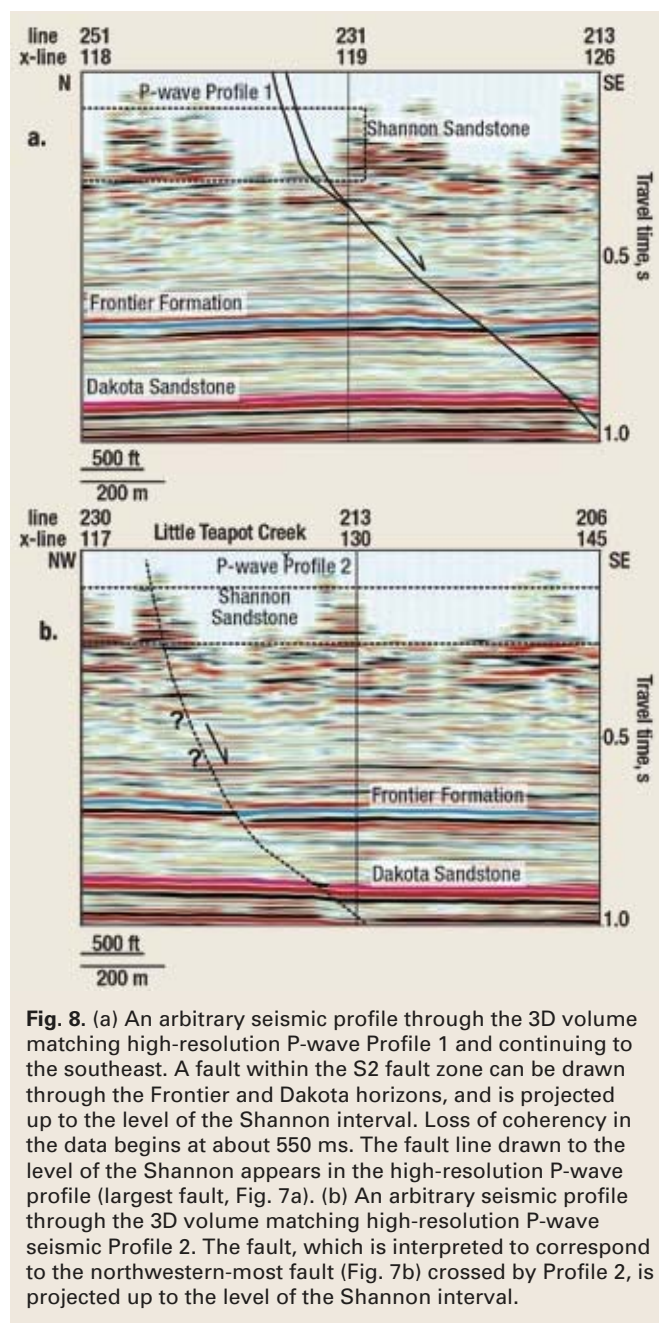 line 251 231 213
x-line 118 119 126
N P-wave Profile 1 SE
a.
Shannon Sandstone
Travel time, s
0.5
Frontier Formation
Dakota Sandstone
1.0
500 ft
200 m
line 230 Little Teapot Creek 213 206
x-line 117 130 145
NW P-wave Profile 2 SE
Shannon
Sandstone
b.
Travel time, s
?
?
0.5
Frontier Formation
Dakota Sandstone
1.0
500 ft
200 m
Fig. 8. (a) An arbitrary seismic profile through the 3D volume
matching high-resolution P-wave Profile 1 and continuing to
the southeast. A fault within the S2 fault zone can be drawn
through the Frontier and Dakota horizons, and is projected
up to the level of the Shannon interval. Loss of coherency in
the data begins at about 550 ms. The fault line drawn to the
level of the Shannon appears in the high-resolution P-wave
profile (largest fault, Fig. 7a). (b) An arbitrary seismic profile
through the 3D volume matching high-resolution P-wave
seismic Profile 2. The fault, which is interpreted to correspond
to the northwestern-most fault (Fig. 7b) crossed by Profile 2, is
projected up to the level of the Shannon interval.